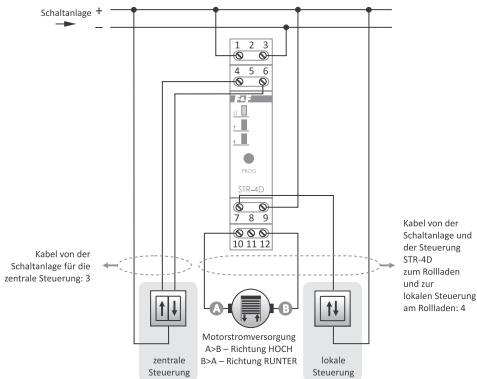 Schaltanlage +
–
1 2 3
4 5 6
F&F
U
↑
↓
PROG
STR-4D
7 8 9
10 11 12
Kabel von der
Schaltanlage für die
zentrale Steuerung: 3
Kabel von der
Schaltanlage und
der Steuerung
STR-4D
zum Rollladen
und zur
lokalen Steuerung
am Rollladen: 4
A
B
Motorstromversorgung
A>B – Richtung HOCH
B>A – Richtung RUNTER
zentrale
Steuerung
lokale
Steuerung